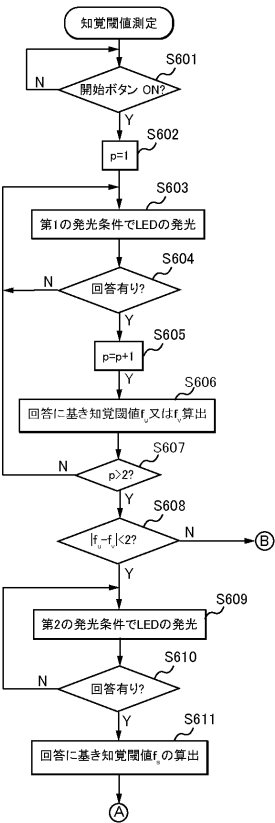 知覚閾値測定
S601
開始ボタン ON?
N
Y
S602
p=1
S603
第1の発光条件でLEDの発光
S604
回答有り?
N
Y
S605
p=p+1
S606
回答に基き知覚閾値fu又はfv算出
S607
p>2?
N
Y
S608
|fu-fv|<2?
N
B
Y
S609
第2の発光条件でLEDの発光
S610
回答有り?
N
Y
S611
回答に基き知覚閾値fsの算出
A